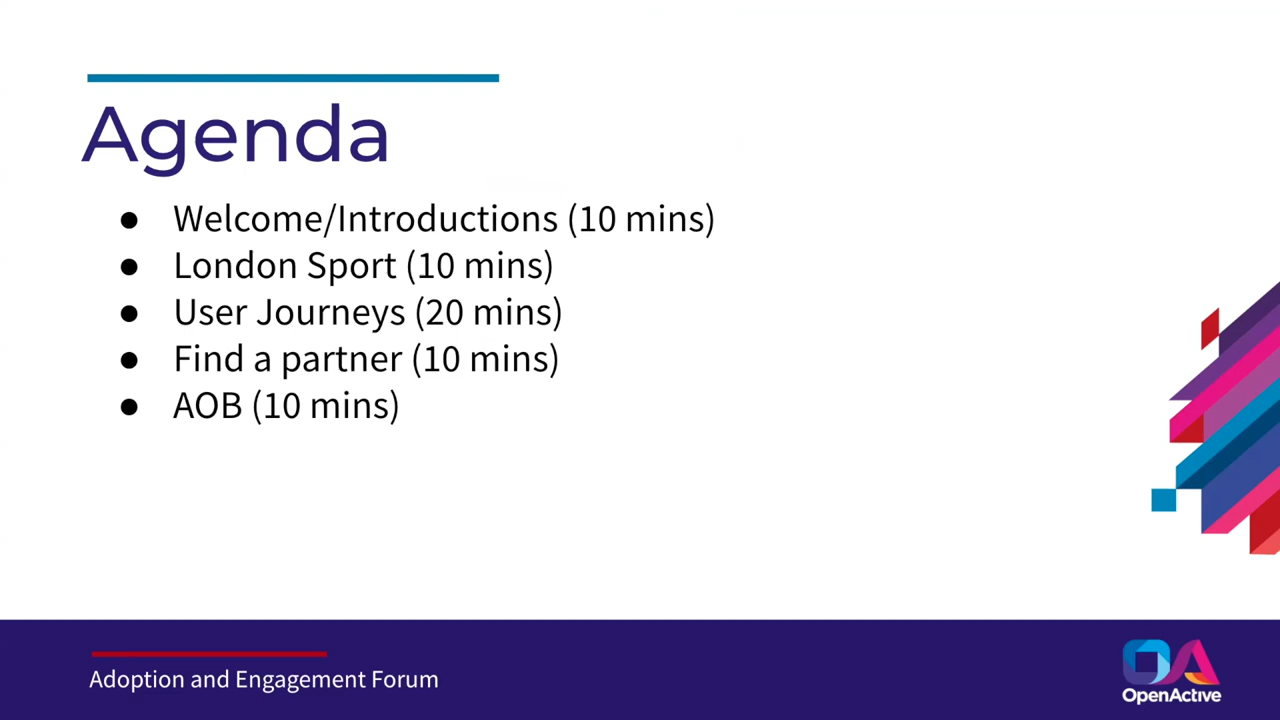 Agenda
● Welcome/Introductions (10 mins)
● London Sport (10 mins)
● User Journeys (20 mins)
● Find a partner (10 mins)
● AOB (10 mins)
Adoption and Engagement Forum
OA
OpenActive